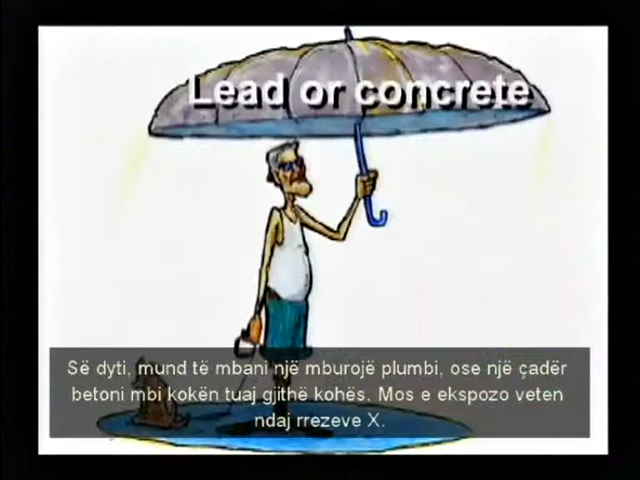 Lead or concrete
Së dyti, mund të mbani një mburojë plumbi, ose një çadër
betoni mbi kokën tuaj gjithë kohës. Mos e ekspozo veten
ndaj rrezeve X.